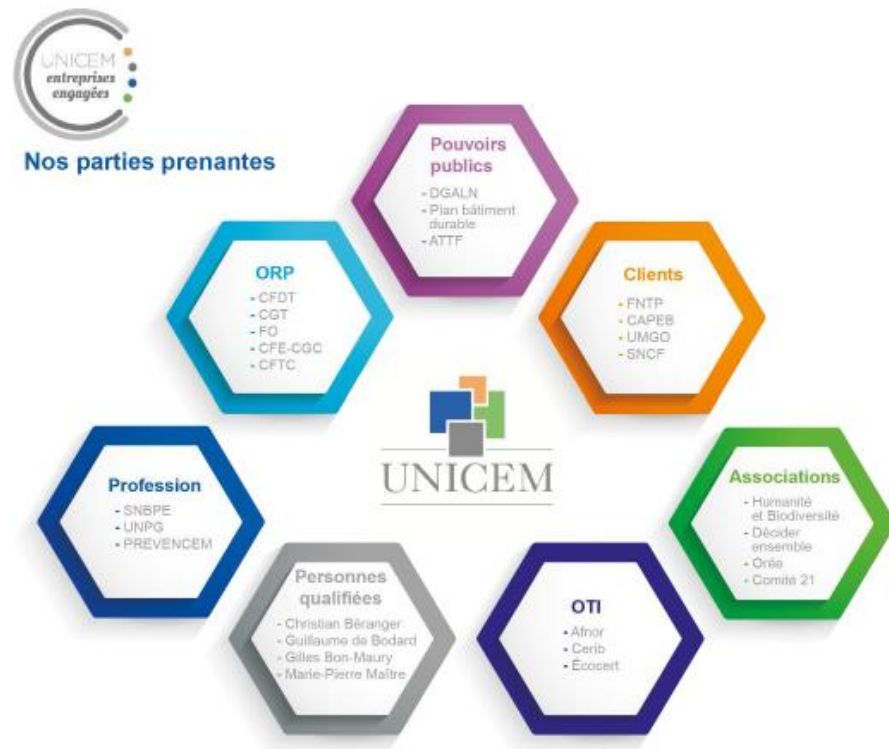 UNICEM
entreprises
engagées
Nos parties prenantes
Pouvoirs
publics
- DGALN
- Plan bâtiment
durable
- ATTF
ORP
- CFDT
- CGT
- FO
- CFE-CGC
- CFTC
Clients
- FNTP
- CAPEB
- UMGO
- SNCF
UNICEM
Profession
- SNBPE
- UNPG
- PREVENCEM
Associations
- Humanité
et Biodiversité
- Décider
ensemble
- Orée
- Comité 21
Personnes
qualifiées
- Christian Béranger
- Guillaume de Bodard
- Gilles Bon-Maury
- Marie-Pierre Maître
OTI
- Afnor
- Cerib
- Écocert